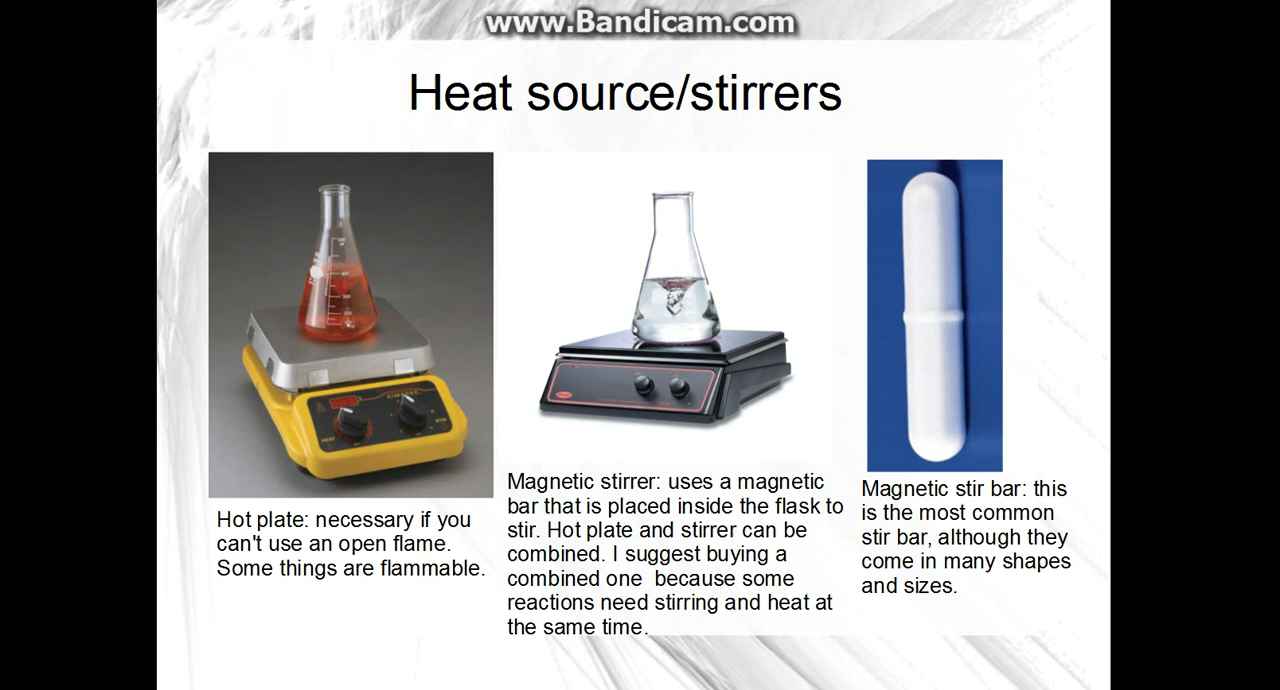 www.Bandicam.com
Heat source/stirrers
Hot plate: necessary if you
can't use an open flame.
Some things are flammable.
Magnetic stirrer: uses a magnetic
bar that is placed inside the flask to
stir. Hot plate and stirrer can be
combined. I suggest buying a
combined one  because some
reactions need stirring and heat at
the same time.
Magnetic stir bar: this
is the most common
stir bar, although they
come in many shapes
and sizes.
HEAT
STIR